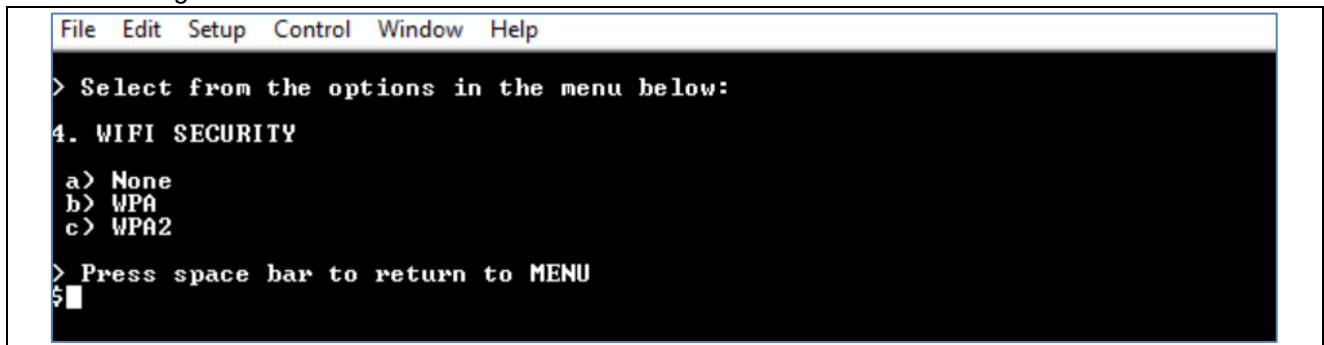 File Edit Setup Control Window Help
> Select from the options in the menu below:
4. WIFI SECURITY
a> None
b> WPA
c> WPA2
> Press space bar to return to MENU
$